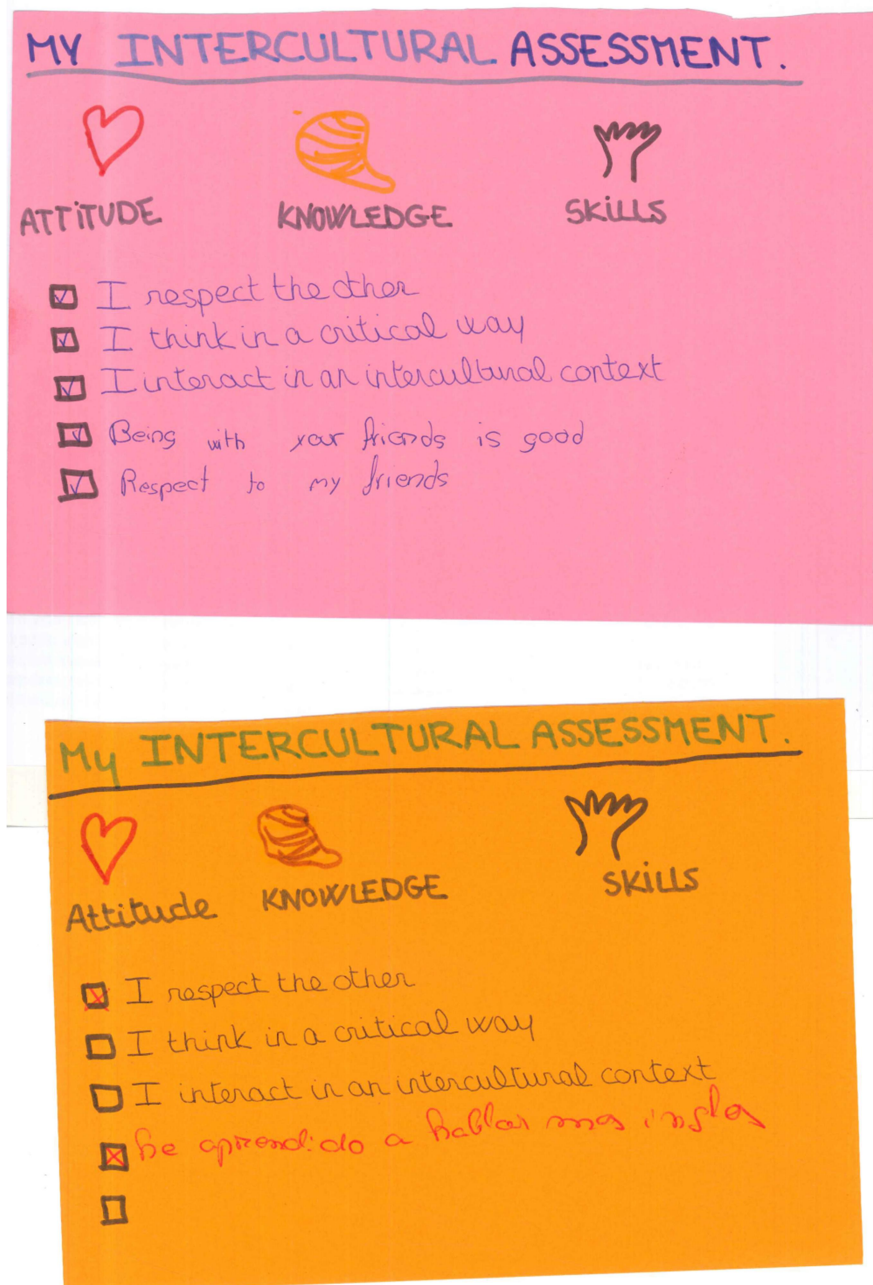 MY INTERCULTURAL ASSESSMENT.
ATTiTUDE KNOWLEDGE SKiLLS
I respect the other
I think in a critical way
I interact in an intercultural context
Being with your friends is good
Respect to my friends
My INTERCULTURAL ASSESSMENT.
Attitude KNOWLEDGE SKiLLS
I respect the other
I think in a critical way
I interact in an intercultural context
he aprendido a hablar mas ingles